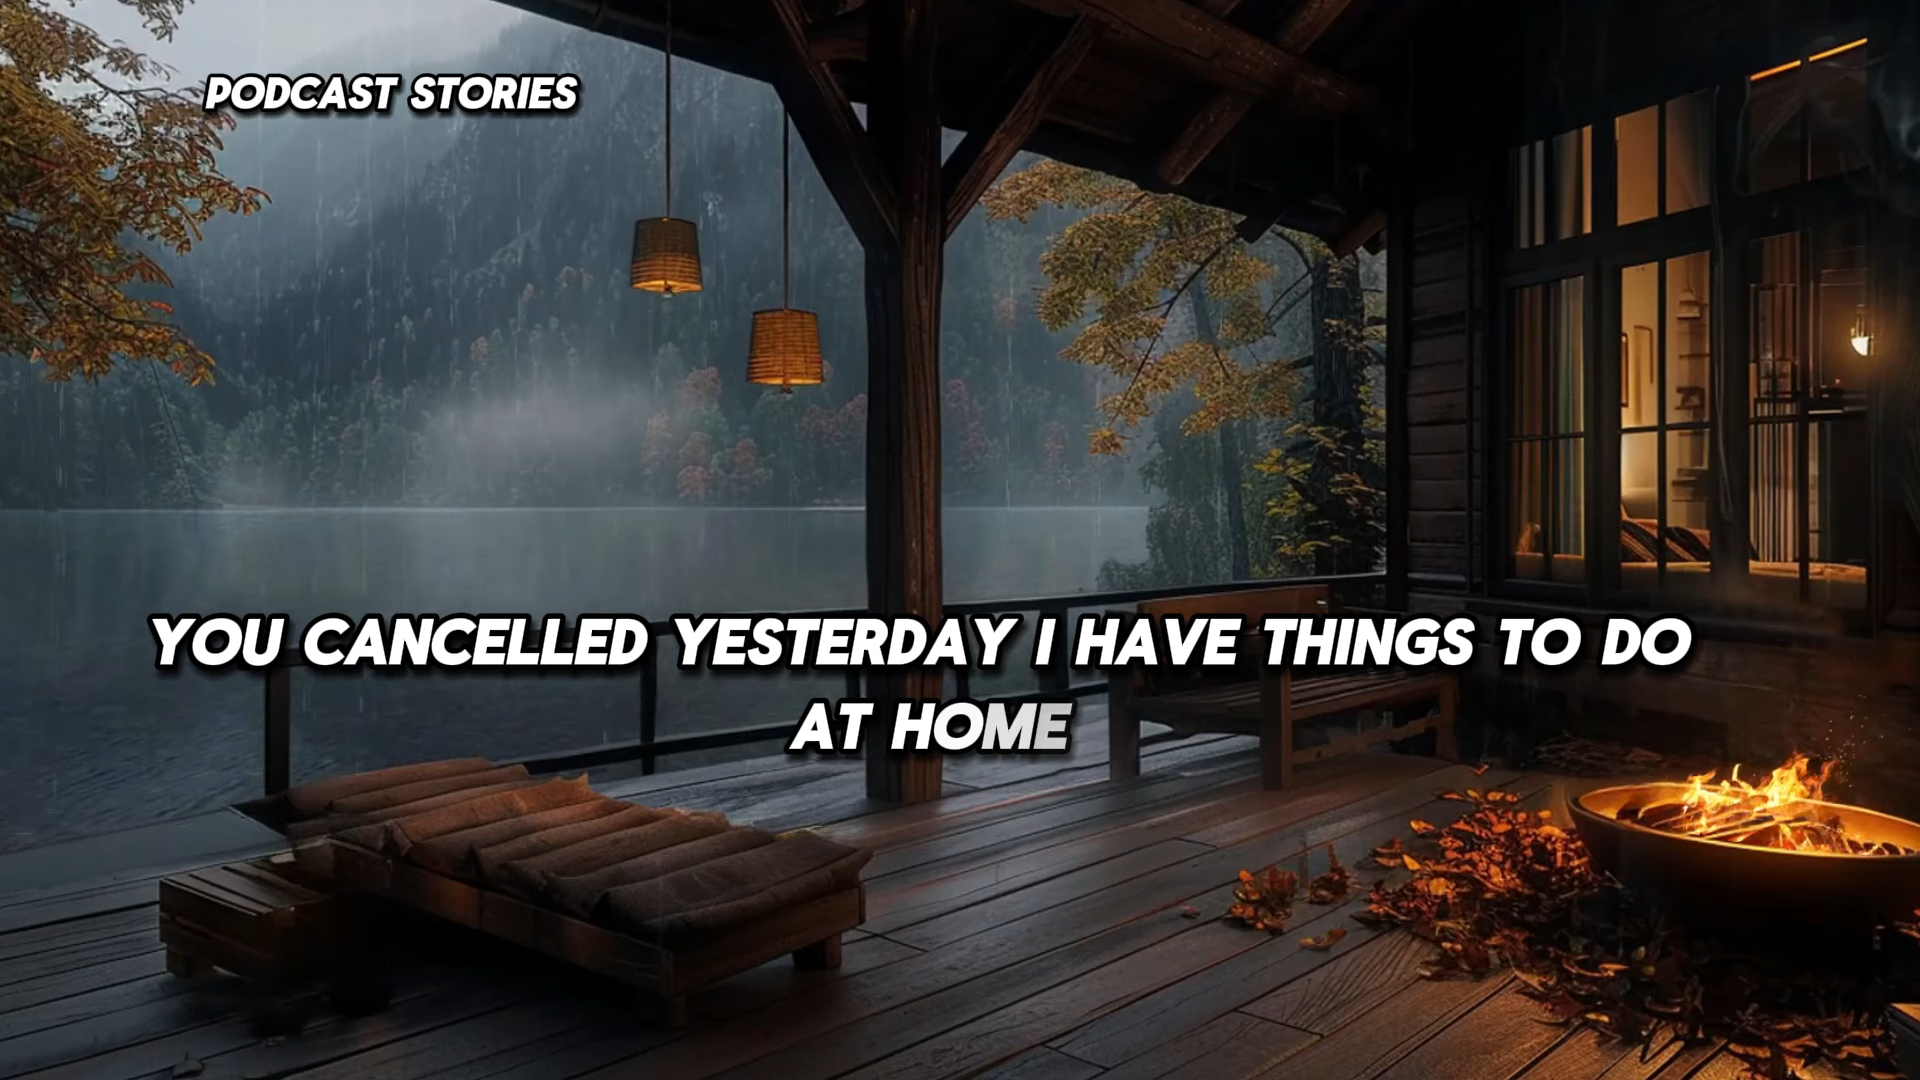 PODCAST STORIES
YOU CANCELLED YESTERDAY I HAVE THINGS TO DO
AT HOME